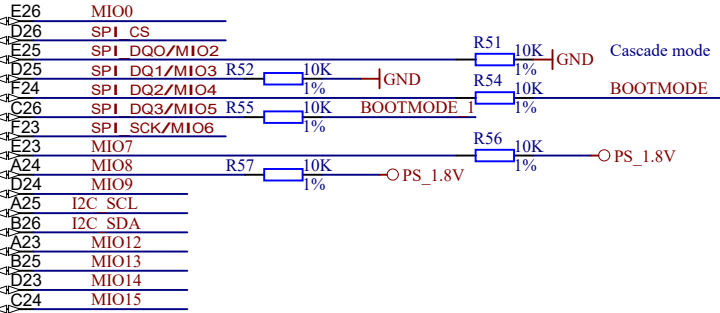 E26 MIO0
D26 SPI_CS
E25 SPI_DQ0/MIO2 R51 10K 1% GND Cascade mode
D25 SPI_DQ1/MIO3 R52 10K 1% GND
F24 SPI_DQ2/MIO4 R54 10K 1% BOOTMODE
C26 SPI_DQ3/MIO5 R55 10K 1% BOOTMODE_1
F23 SPI_SCK/MIO6
E23 MIO7 R56 10K 1% PS_1.8V
A24 MIO8 R57 10K 1% PS_1.8V
D24 MIO9
A25 I2C_SCL
B26 I2C_SDA
A23 MIO12
B25 MIO13
D23 MIO14
C24 MIO15